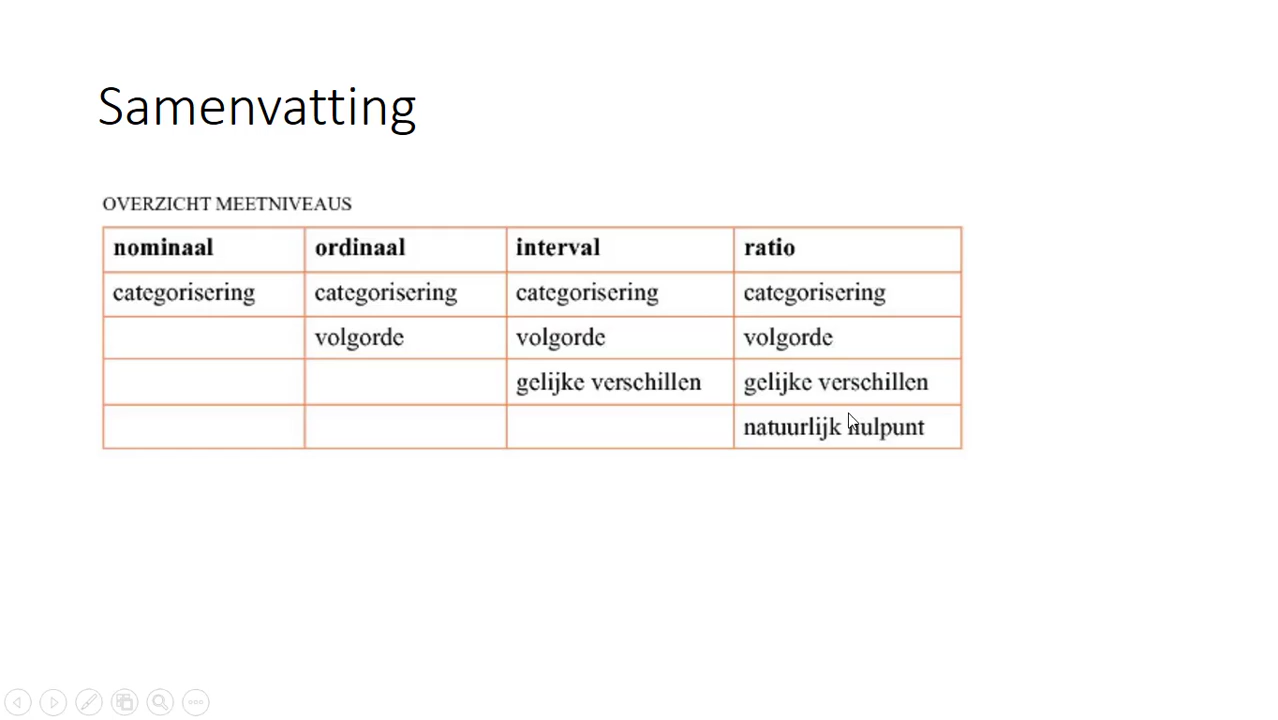 Samenvatting
OVERZICHT MEETNIVEAUS
nominaal ordinaal interval ratio
categorisering categorisering categorisering categorisering
volgorde volgorde volgorde
gelijke verschillen gelijke verschillen
natuurlijk nulpunt